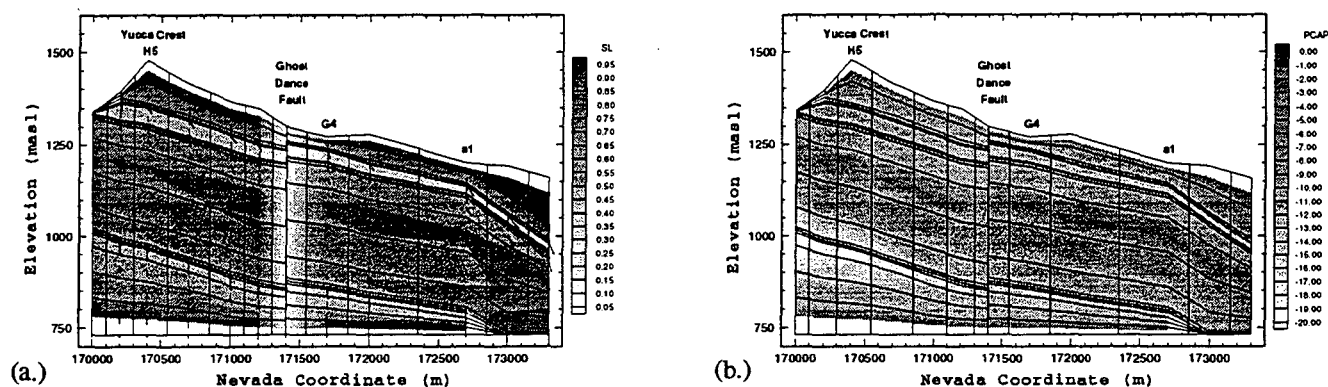 1500
1250
1000
750
Elevation (masl)
Yucca Crest
H5
Ghost
Dance
Fault
G4
a1
170000 170500 171000 171500 172000 172500 173000
Nevada Coordinate (m)
SL
0.95
0.90
0.85
0.80
0.75
0.70
0.65
0.60
0.55
0.50
0.45
0.40
0.35
0.30
0.25
0.20
0.15
0.10
0.05
(a.)
1500
1250
1000
750
Elevation (masl)
Yucca Crest
H5
Ghost
Dance
Fault
G4
a1
170000 170500 171000 171500 172000 172500 173000
Nevada Coordinate (m)
PCAP
0.00
-1.00
-2.00
-4.00
-5.00
-6.00
-7.00
-8.00
-9.00
-10.00
-11.00
-12.00
-13.00
-14.00
-15.00
-16.00
-17.00
-18.00
-19.00
-20.00
(b.)